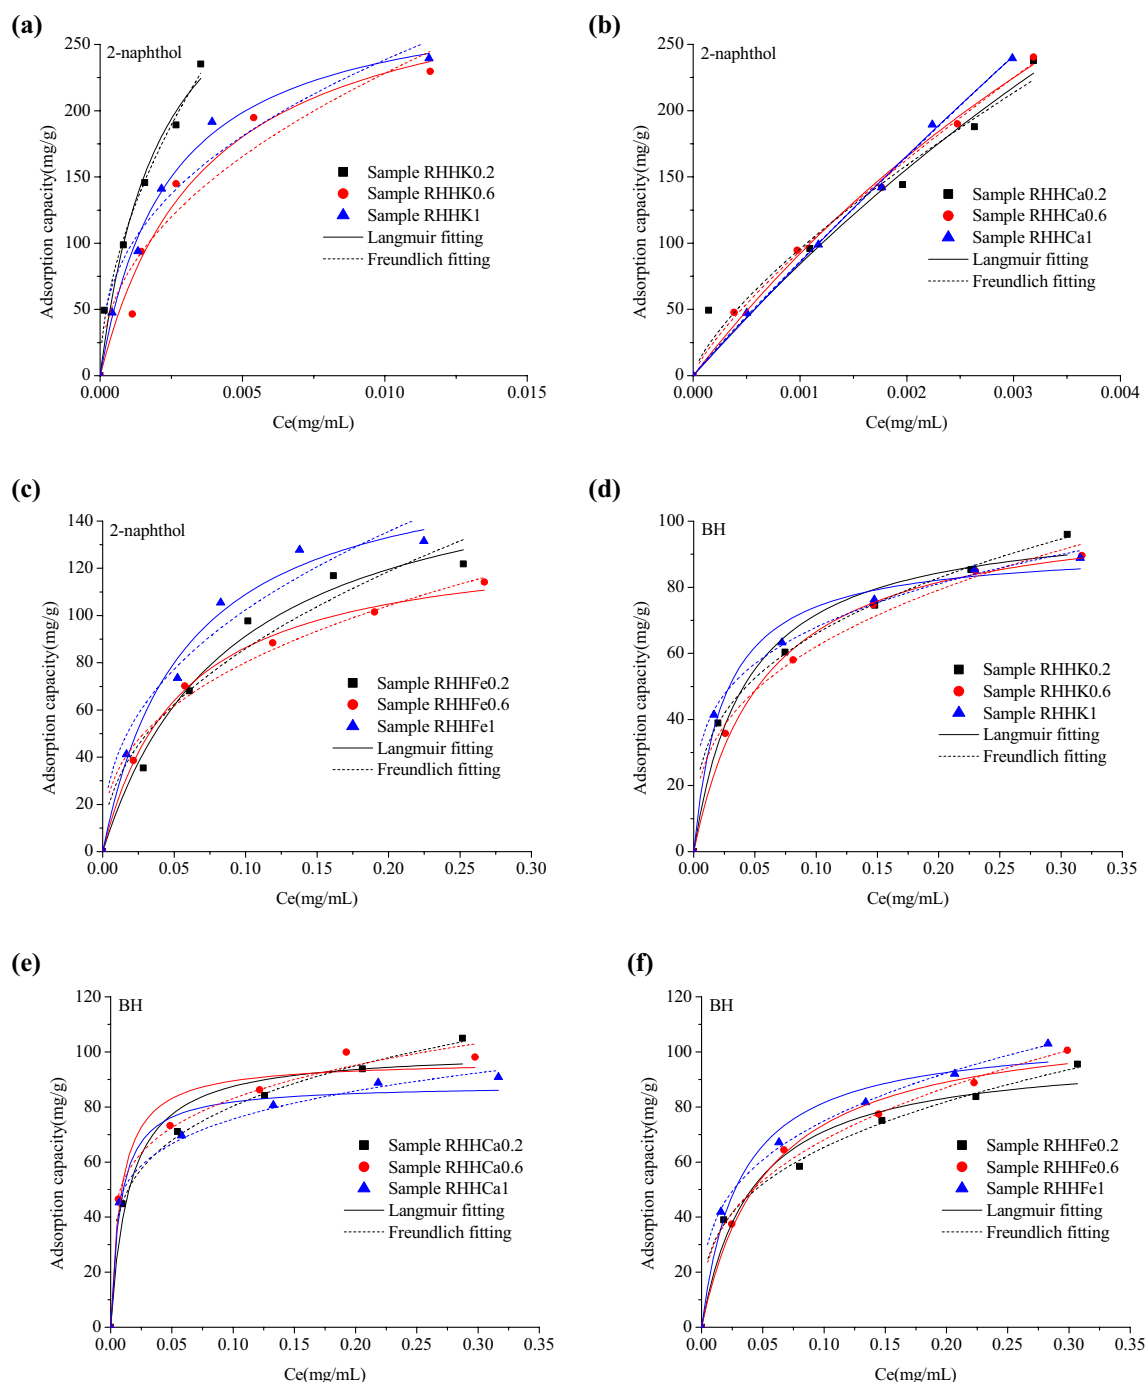 (a)
2-naphthol
250
200
150
100
50
0
0.000
0.005
0.010
0.015
Adsorption capacity(mg/g)
Ce(mg/mL)
Sample RHHK0.2
Sample RHHK0.6
Sample RHHK1
Langmuir fitting
Freundlich fitting
(b)
2-naphthol
250
200
150
100
50
0
0.000
0.001
0.002
0.003
0.004
Adsorption capacity(mg/g)
Ce(mg/mL)
Sample RHHCa0.2
Sample RHHCa0.6
Sample RHHCa1
Langmuir fitting
Freundlich fitting
(c)
2-naphthol
140
120
100
80
60
40
20
0
0.00
0.05
0.10
0.15
0.20
0.25
0.30
Adsorption capacity(mg/g)
Ce(mg/mL)
Sample RHHFe0.2
Sample RHHFe0.6
Sample RHHFe1
Langmuir fitting
Freundlich fitting
(d)
BH
100
80
60
40
20
0
0.00
0.05
0.10
0.15
0.20
0.25
0.30
0.35
Adsorption capacity(mg/g)
Ce(mg/mL)
Sample RHHK0.2
Sample RHHK0.6
Sample RHHK1
Langmuir fitting
Freundlich fitting
(e)
BH
120
100
80
60
40
20
0
0.00
0.05
0.10
0.15
0.20
0.25
0.30
0.35
Adsorption capacity(mg/g)
Ce(mg/mL)
Sample RHHCa0.2
Sample RHHCa0.6
Sample RHHCa1
Langmuir fitting
Freundlich fitting
(f)
BH
120
100
80
60
40
20
0
0.00
0.05
0.10
0.15
0.20
0.25
0.30
0.35
Adsorption capacity(mg/g)
Ce(mg/mL)
Sample RHHFe0.2
Sample RHHFe0.6
Sample RHHFe1
Langmuir fitting
Freundlich fitting